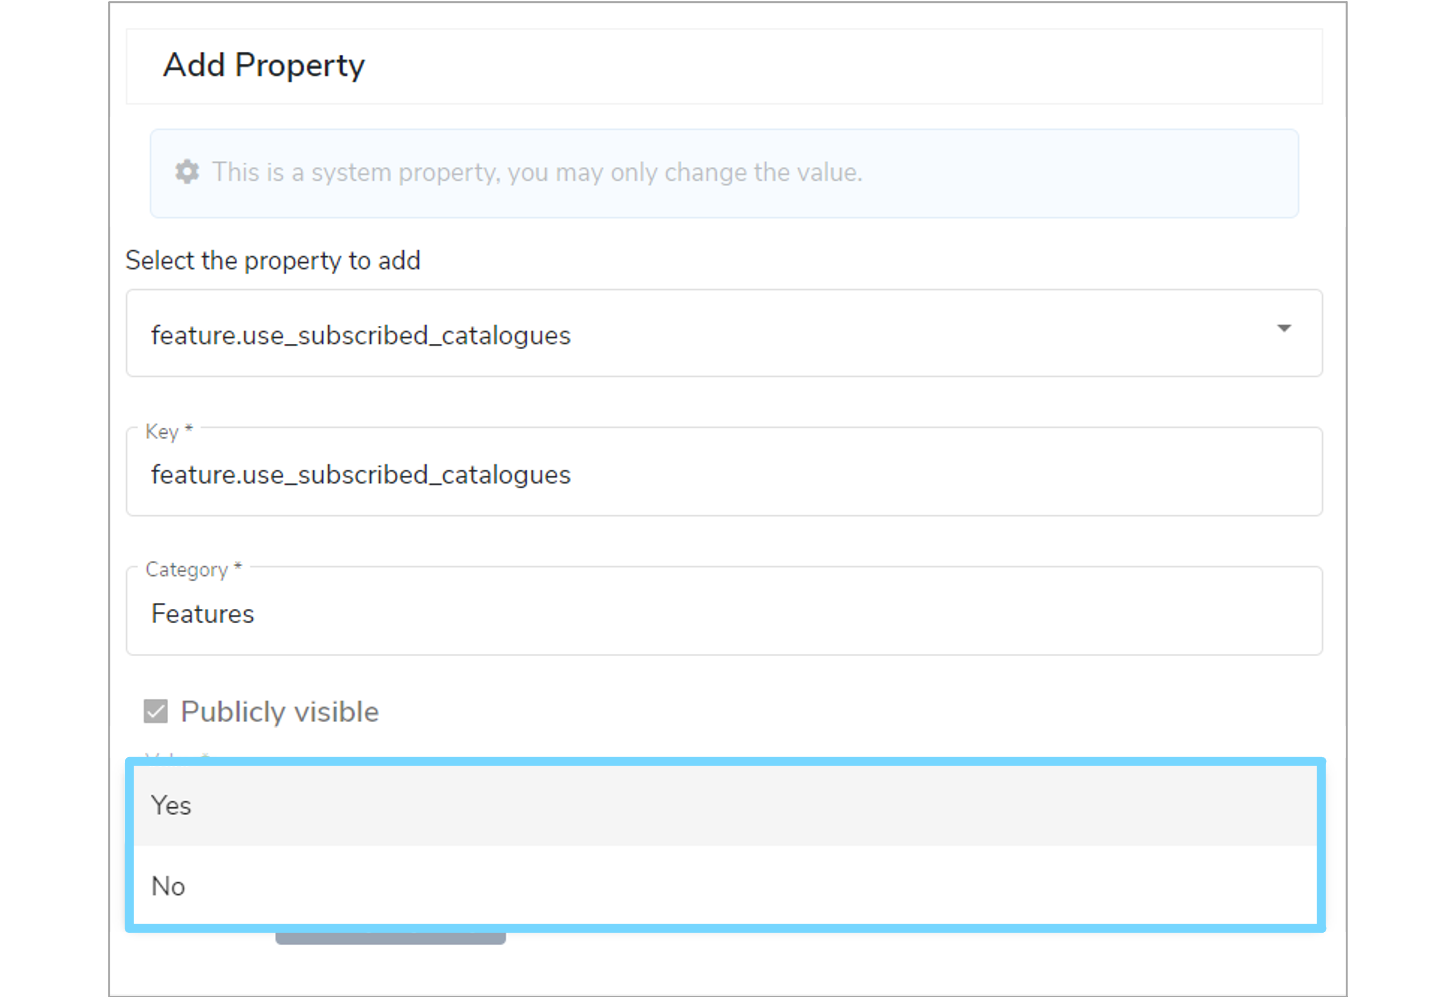 Add Property
This is a system property, you may only change the value.
Select the property to add
feature.use_subscribed_catalogues
Key *
feature.use_subscribed_catalogues
Category *
Features
Publicly visible
Yes
No